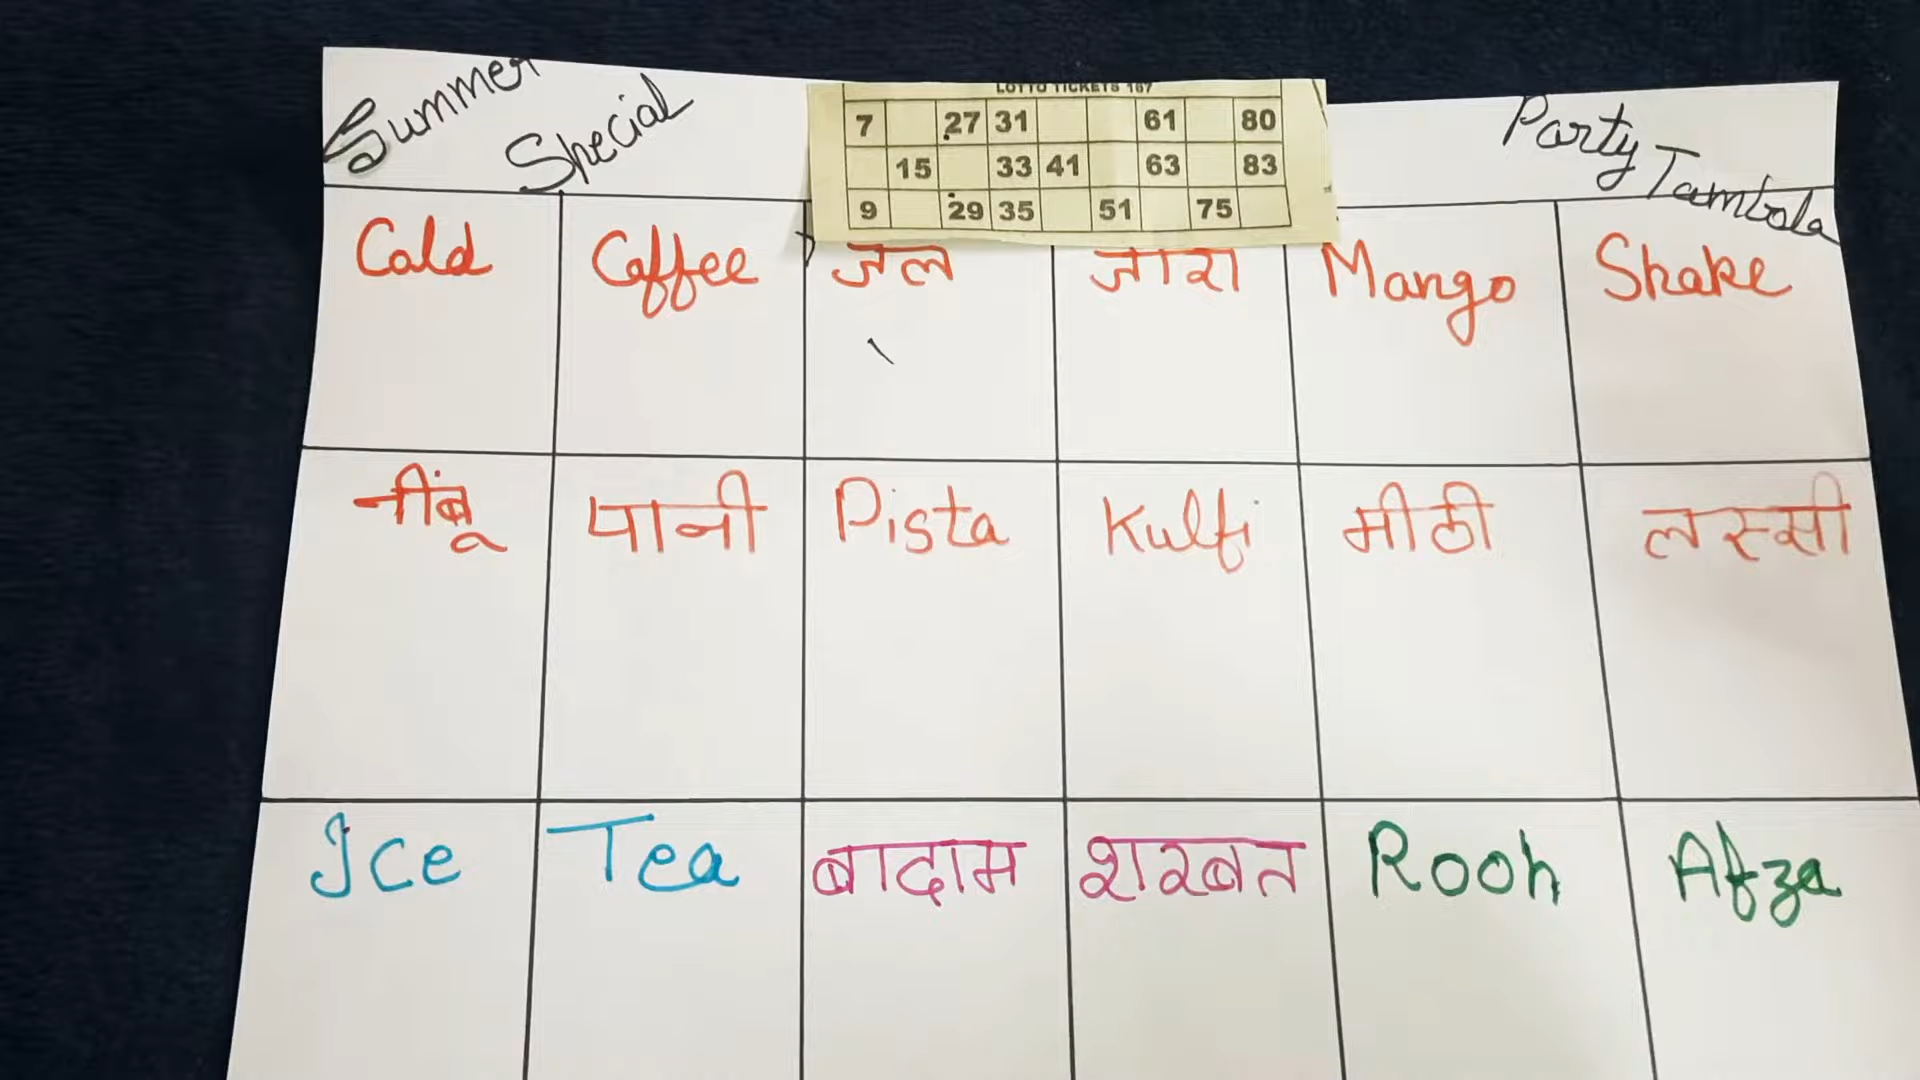 Summer
Special
Party
Tambola
LOTTO TICKETS 167
7 27 31 61 80
15 33 41 63 83
9 29 35 51 75
Cold Coffee जल जारा Mango Shake
नींबू पानी Pista Kulfi मीठी लस्सी
Ice Tea बादाम शरबत Rooh Afza